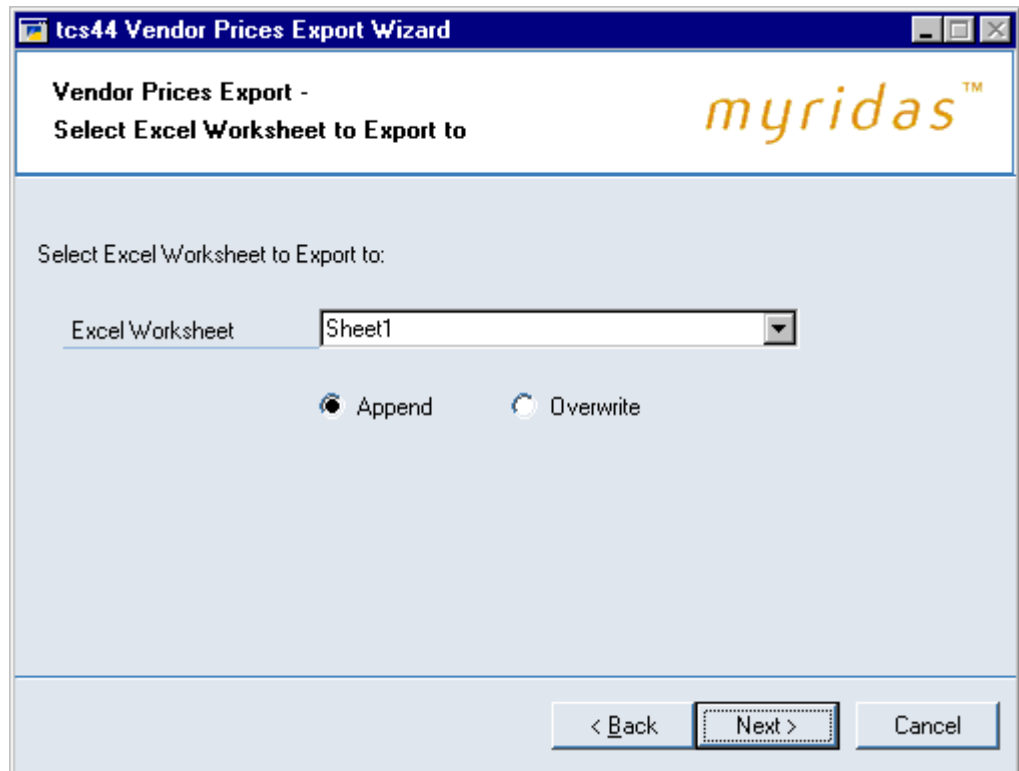 tcs44 Vendor Prices Export Wizard
Vendor Prices Export -
Select Excel Worksheet to Export to
myridas™
Select Excel Worksheet to Export to:
Excel Worksheet Sheet1
Append Overwrite
< Back Next > Cancel